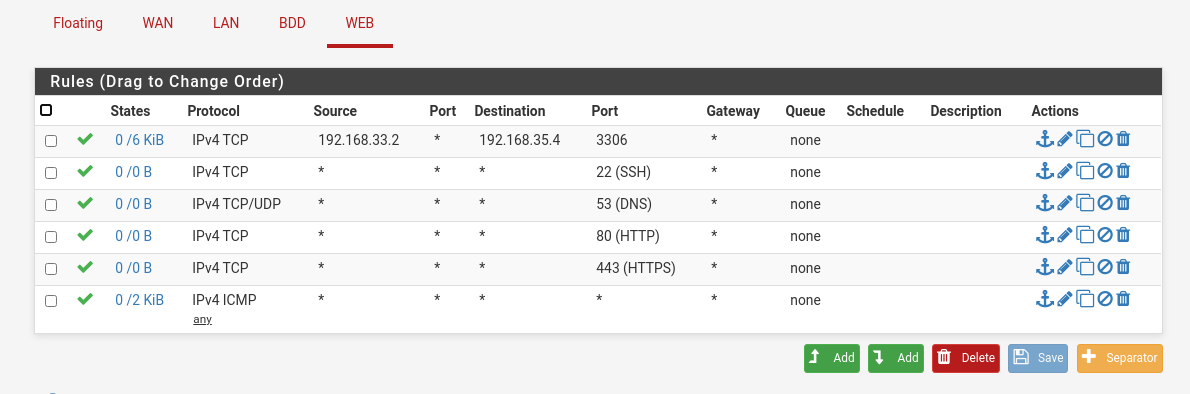 Floating WAN LAN BDD WEB
Rules (Drag to Change Order)
States Protocol Source Port Destination Port Gateway Queue Schedule Description Actions
0 /6 KiB IPv4 TCP 192.168.33.2 * 192.168.35.4 3306 * none
0 /0 B IPv4 TCP * * * 22 (SSH) * none
0 /0 B IPv4 TCP/UDP * * * 53 (DNS) * none
0 /0 B IPv4 TCP * * * 80 (HTTP) * none
0 /0 B IPv4 TCP * * * 443 (HTTPS) * none
0 /2 KiB IPv4 ICMP * * * * * none
any
Add Add Delete Save Separator